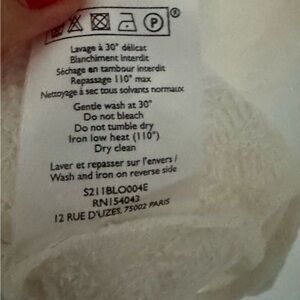 P ®
Lavage à 30° délicat
Blanchiment interdit
Séchage en tambour interdit
Repassage 110° max
Nettoyage à sec tous solvants normaux
Gentle wash at 30°
Do not bleach
Do not tumble dry
Iron low heat (110°)
Dry clean
Laver et repasser sur l'envers /
Wash and iron on reverse side
S211BLO004E
RN154043
12 RUE D'UZES, 75002 PARIS